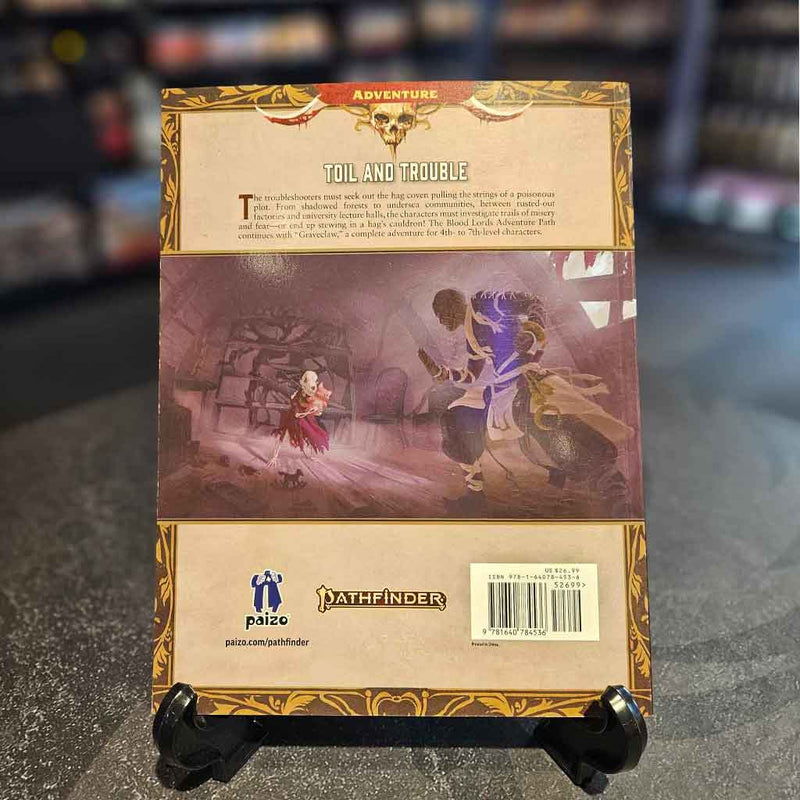 ADVENTURE
TOIL AND TROUBLE
The troubleshooters must seek out the hag coven pulling the strings of a poisonous
plot. From shadowed forests to undersea communities, between rusted-out
factories and university lecture halls, the characters must investigate trails of misery
and fear—or end up stewing in a hag's cauldron! The Blood Lords Adventure Path
continues with "Graveclaw," a complete adventure for 4th- to 7th-level characters.
paizo
paizo.com/pathfinder
PATHFINDER
US $26.99
ISBN 978-1-64078-453-6
52699>
9 781640 784536
Printed in China.